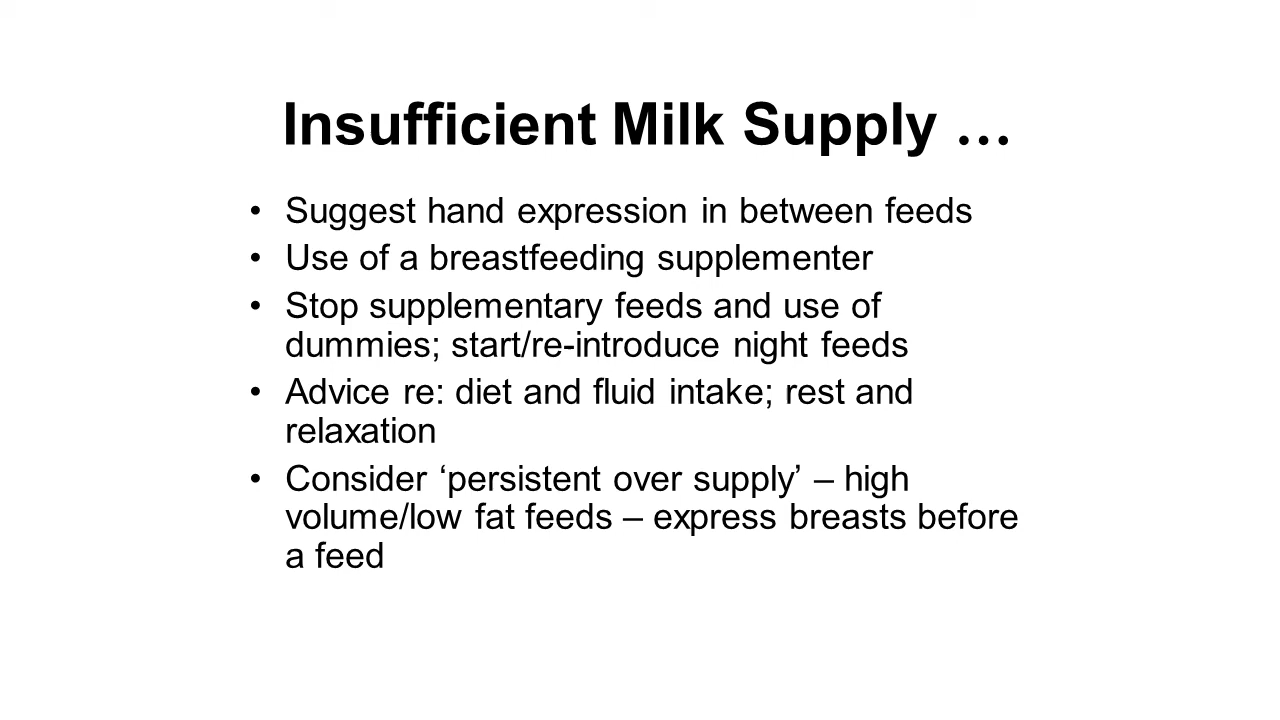 Insufficient Milk Supply …
• Suggest hand expression in between feeds
• Use of a breastfeeding supplementer
• Stop supplementary feeds and use of
dummies; start/re-introduce night feeds
• Advice re: diet and fluid intake; rest and
relaxation
• Consider ‘persistent over supply’ – high
volume/low fat feeds – express breasts before
a feed